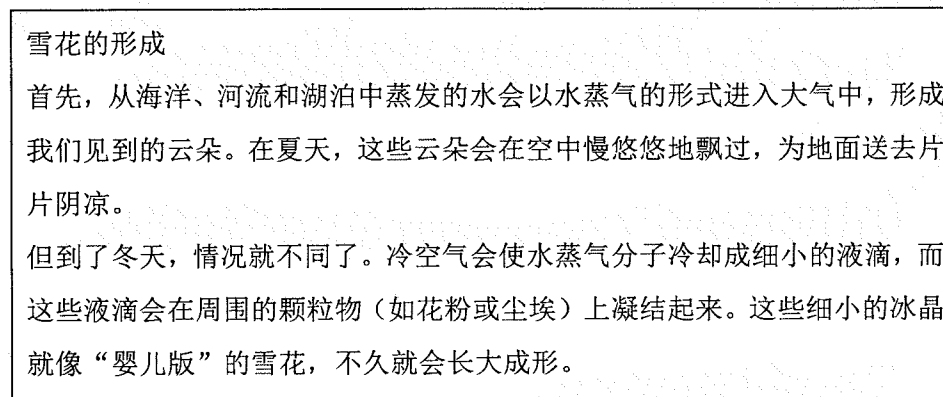 雪花的形成
首先，从海洋、河流和湖泊中蒸发的水会以水蒸气的形式进入大气中，形成
我们见到的云朵。在夏天，这些云朵会在空中慢悠悠地飘过，为地面送去片
片阴凉。
但到了冬天，情况就不同了。冷空气会使水蒸气分子冷却成细小的液滴，而
这些液滴会在周围的颗粒物（如花粉或尘埃）上凝结起来。这些细小的冰晶
就像“婴儿版”的雪花，不久就会长大成形。